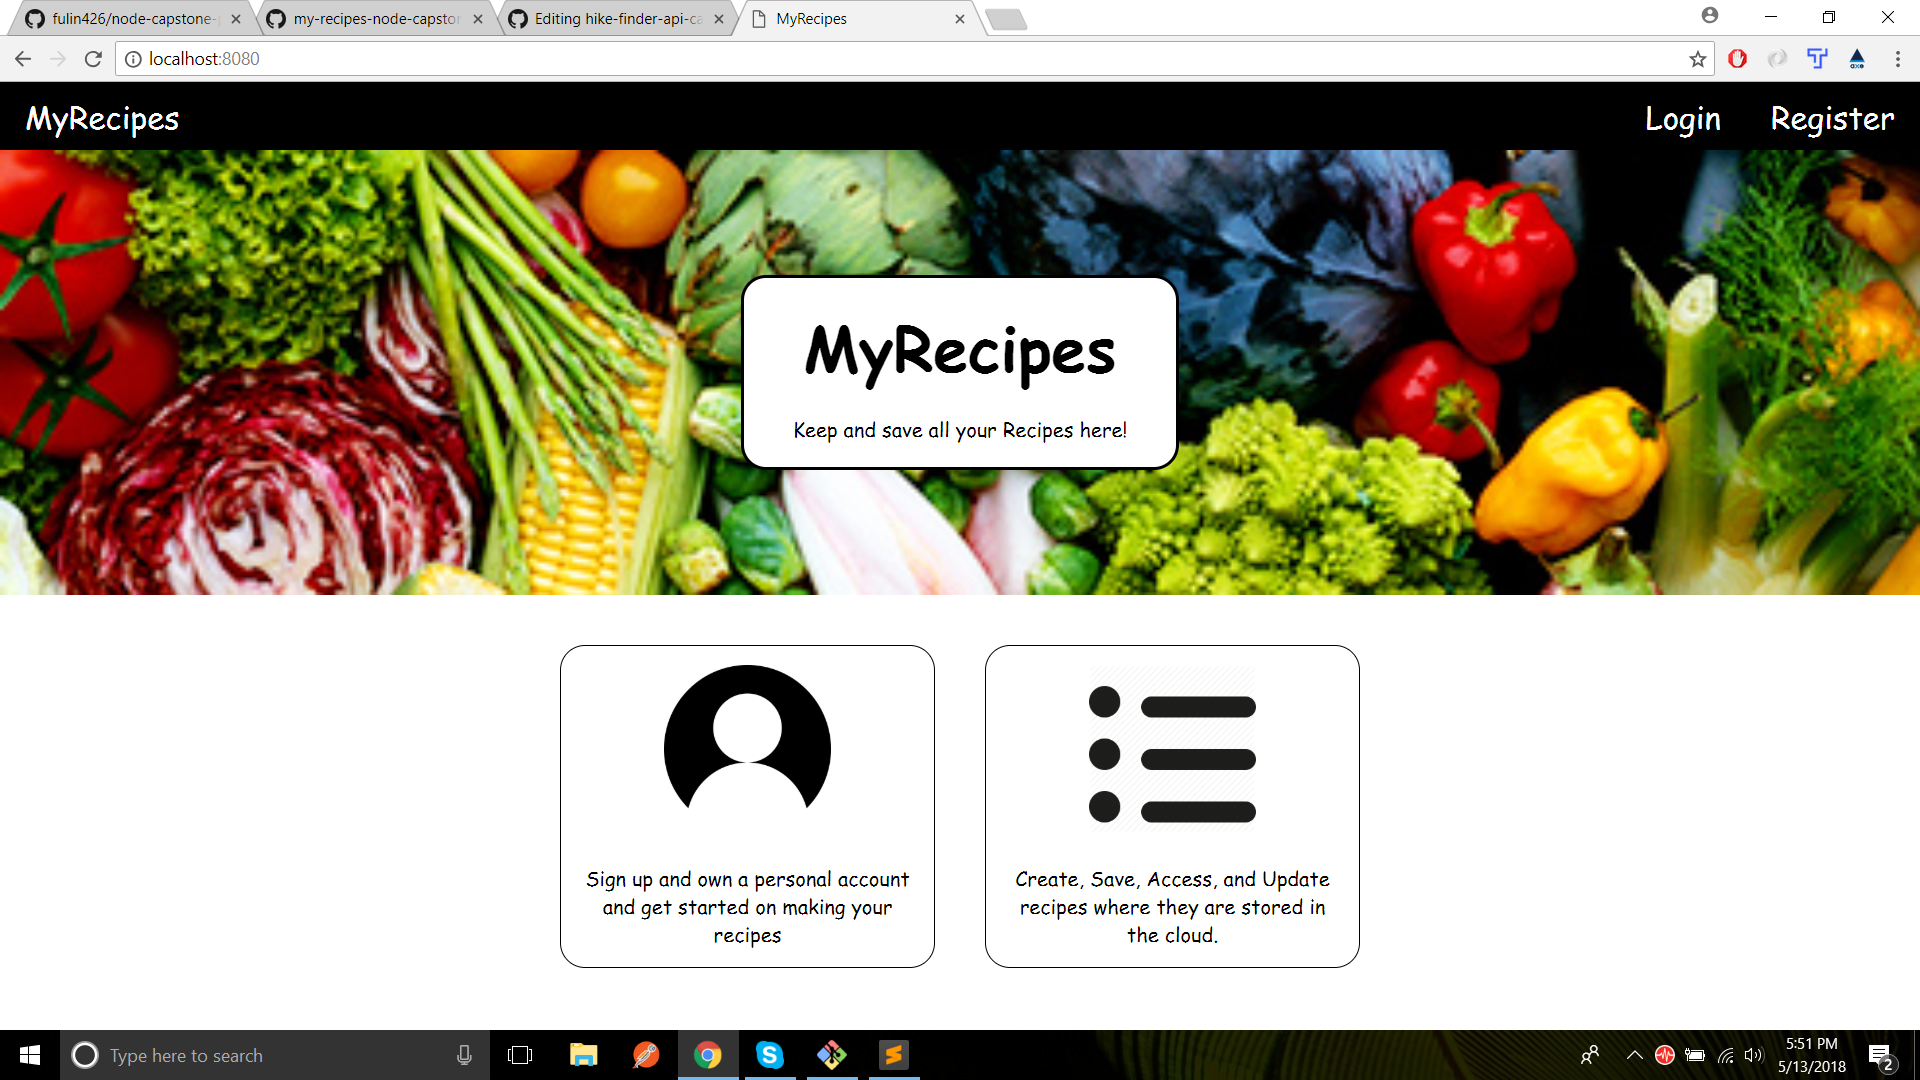 fulin426/node-capstone-
my-recipes-node-capsto
Editing hike-finder-api-ca
MyRecipes
localhost:8080
MyRecipes
Login
Register
MyRecipes
Keep and save all your Recipes here!
Sign up and own a personal account
and get started on making your
recipes
Create, Save, Access, and Update
recipes where they are stored in
the cloud.
Type here to search
5:51 PM
5/13/2018
2